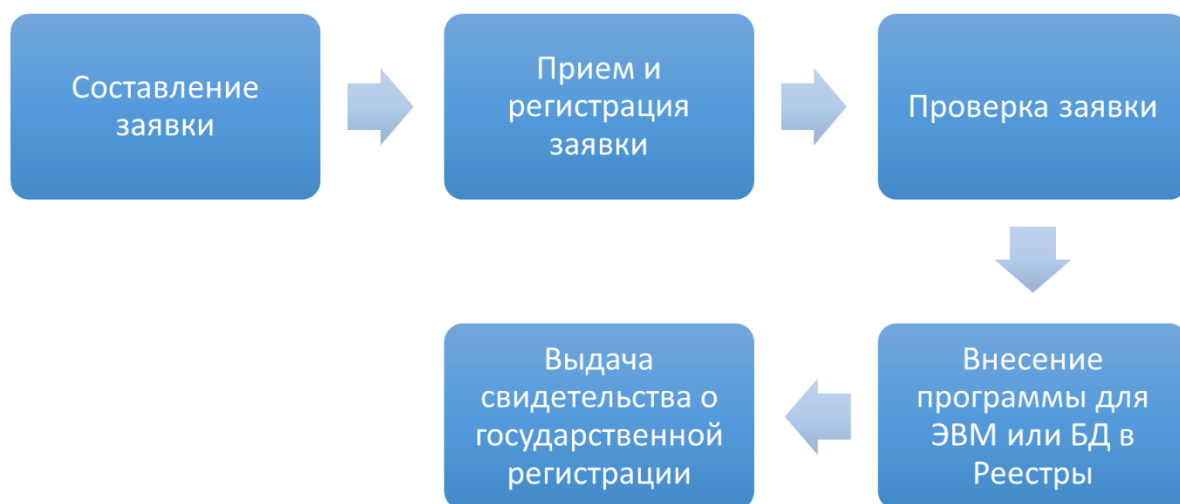 Составление
заявки
Прием и
регистрация
заявки
Проверка заявки
Внесение
программы для
ЭВМ или БД в
Реестры
Выдача
свидетельства о
государственной
регистрации